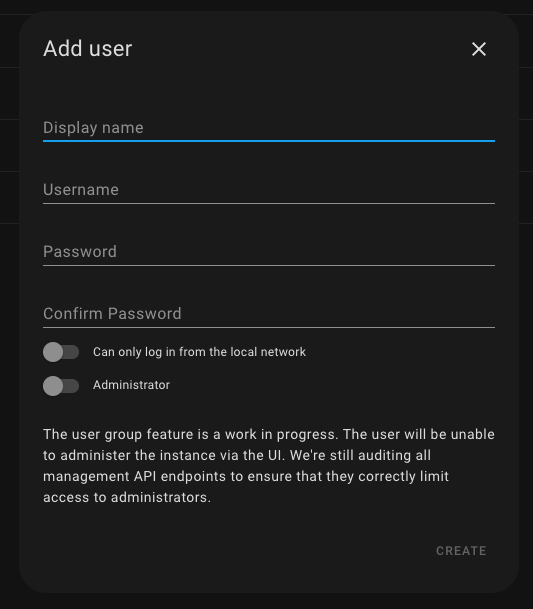 Add user
Display name
Username
Password
Confirm Password
Can only log in from the local network
Administrator
The user group feature is a work in progress. The user will be unable
to administer the instance via the UI. We're still auditing all
management API endpoints to ensure that they correctly limit
access to administrators.
CREATE